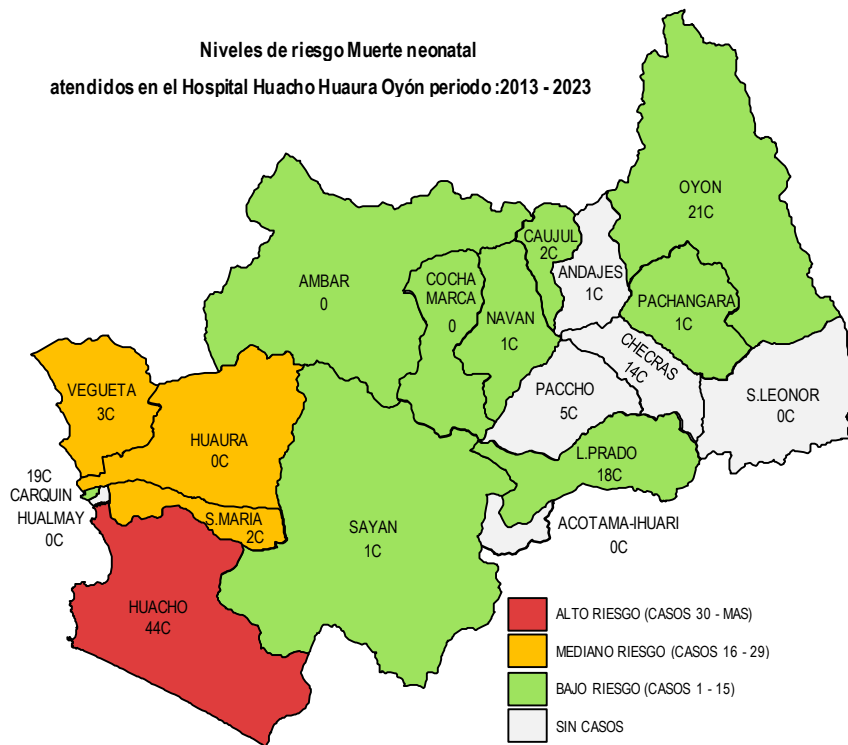 Niveles de riesgo Muerte neonatal
atendidos en el Hospital Huacho Huaura Oyón periodo :2013 - 2023
OYON
21C
CAUJUL
2C
ANDAJES
1C
AMBAR
0
COCHA
MARCA
0
NAVAN
1C
PACHANGARA
1C
CHECRAS
14C
VEGUETA
3C
PACCHO
5C
S.LEONOR
0C
HUAURA
0C
L.PRADO
18C
19C
CARQUIN
HUALMAY
0C
S.MARIA
2C
SAYAN
1C
ACOTAMA-IHUARI
0C
HUACHO
44C
ALTO RIESGO (CASOS 30 - MAS)
MEDIANO RIESGO (CASOS 16 - 29)
BAJO RIESGO (CASOS 1 - 15)
SIN CASOS